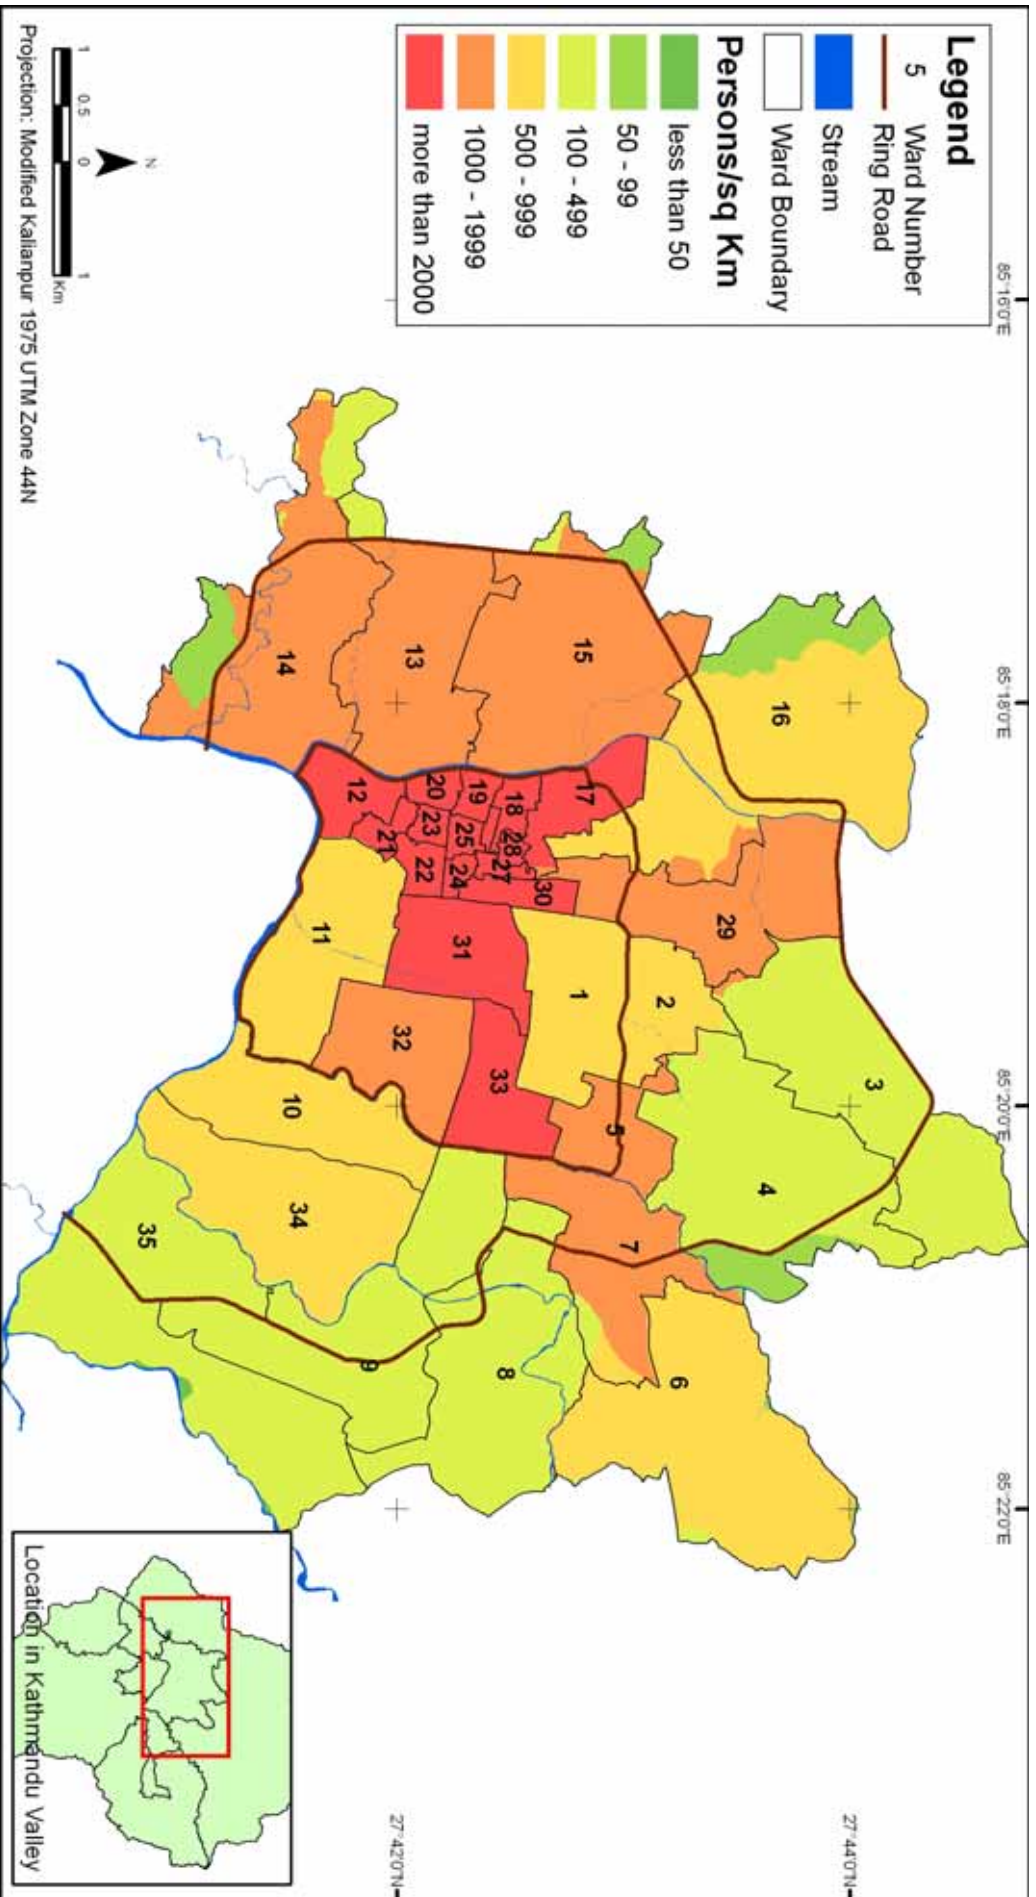 85°16'0"E
85°18'0"E
85°20'0"E
85°22'0"E
Legend
5 Ward Number
Ring Road
Stream
Ward Boundary
Persons/sq Km
less than 50
50 - 99
100 - 499
500 - 999
1000 - 1999
more than 2000
27°44'0"N
27°42'0"N
3
16
4
29
6
2
7
5
17
15
1
30
18
28
8
27
33
19
25
31
24
20
23
22
13
32
21
9
12
11
34
10
14
35
N
1 0.5 0 1
Km
Projection: Modified Kalianpur 1975 UTM Zone 44N
Location in Kathmandu Valley